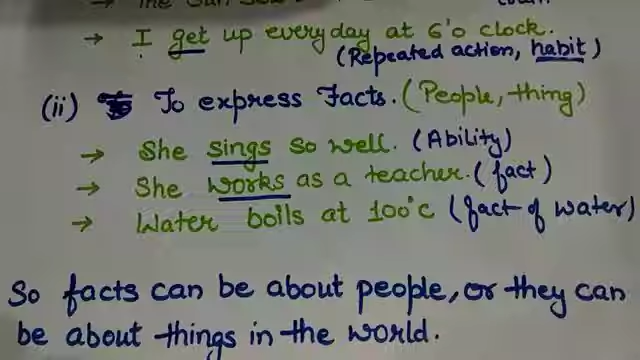 → The Sun
→ I get up everyday at 6'o clock.
(Repeated action, habit)
(ii) To express Facts. (People, thing)
→ She sings so well. (Ability)
→ She works as a teacher. (fact)
→ Water boils at 100°C (fact of water)
So facts can be about people, or they can
be about things in the world.